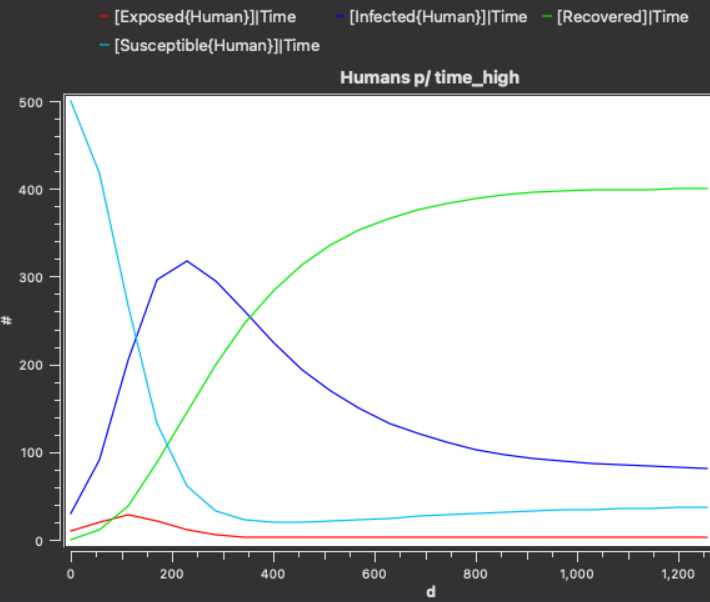 [Exposed{Human}]|Time [Infected{Human}]|Time [Recovered]|Time
[Susceptible{Human}]|Time
Humans p/ time_high
500
400
300
200
100
0
#
0 200 400 600 800 1,000 1,200
d